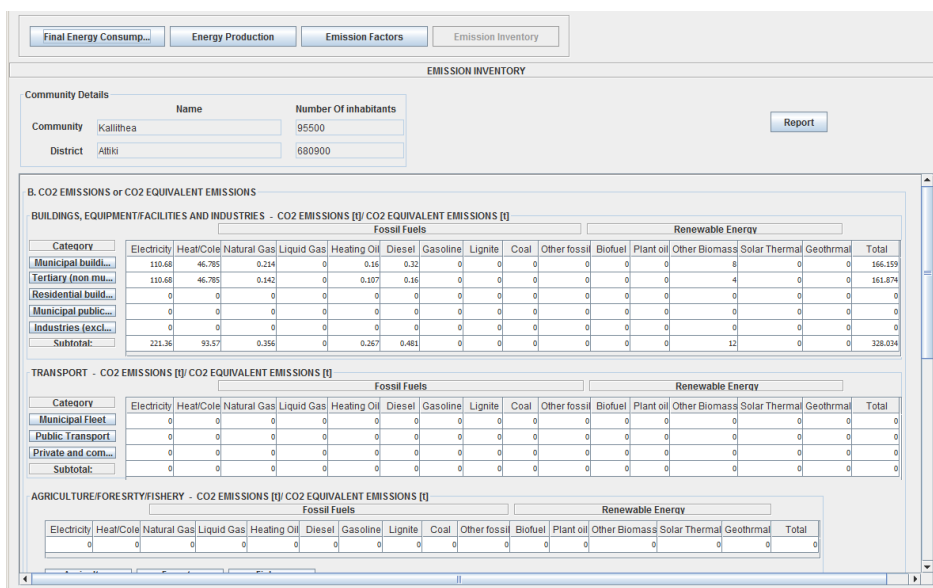 Final Energy Consump... Energy Production Emission Factors Emission Inventory
EMISSION INVENTORY
Community Details
Name Number Of inhabitants
Community Kallithea 95500
Report
District Attiki 680900
B. CO2 EMISSIONS or CO2 EQUIVALENT EMISSIONS
BUILDINGS, EQUIPMENT/FACILITIES AND INDUSTRIES - CO2 EMISSIONS [t]/ CO2 EQUIVALENT EMISSIONS [t]
Fossil Fuels Renewable Energy
Category Electricity Heat/Cole Natural Gas Liquid Gas Heating Oil Diesel Gasoline Lignite Coal Other fossil Biofuel Plant oil Other Biomass Solar Thermal Geothrmal Total
Municipal buildi... 110.68 46.785 0.214 0 0.16 0.32 0 0 0 0 0 0 8 0 0 166.159
Tertiary (non mu... 110.68 46.785 0.142 0 0.107 0.16 0 0 0 0 0 0 4 0 0 161.874
Residential build... 0 0 0 0 0 0 0 0 0 0 0 0 0 0 0 0
Municipal public... 0 0 0 0 0 0 0 0 0 0 0 0 0 0 0 0
Industries (excl... 0 0 0 0 0 0 0 0 0 0 0 0 0 0 0 0
Subtotal: 221.36 93.57 0.356 0 0.267 0.481 0 0 0 0 0 0 12 0 0 328.034
TRANSPORT - CO2 EMISSIONS [t]/ CO2 EQUIVALENT EMISSIONS [t]
Fossil Fuels Renewable Energy
Category Electricity Heat/Cole Natural Gas Liquid Gas Heating Oil Diesel Gasoline Lignite Coal Other fossil Biofuel Plant oil Other Biomass Solar Thermal Geothrmal Total
Municipal Fleet 0 0 0 0 0 0 0 0 0 0 0 0 0 0 0 0
Public Transport 0 0 0 0 0 0 0 0 0 0 0 0 0 0 0 0
Private and com... 0 0 0 0 0 0 0 0 0 0 0 0 0 0 0 0
Subtotal: 0 0 0 0 0 0 0 0 0 0 0 0 0 0 0 0
AGRICULTURE/FORESRTY/FISHERY - CO2 EMISSIONS [t]/ CO2 EQUIVALENT EMISSIONS [t]
Fossil Fuels Renewable Energy
Electricity Heat/Cole Natural Gas Liquid Gas Heating Oil Diesel Gasoline Lignite Coal Other fossil Biofuel Plant oil Other Biomass Solar Thermal Geothrmal Total
0 0 0 0 0 0 0 0 0 0 0 0 0 0 0 0